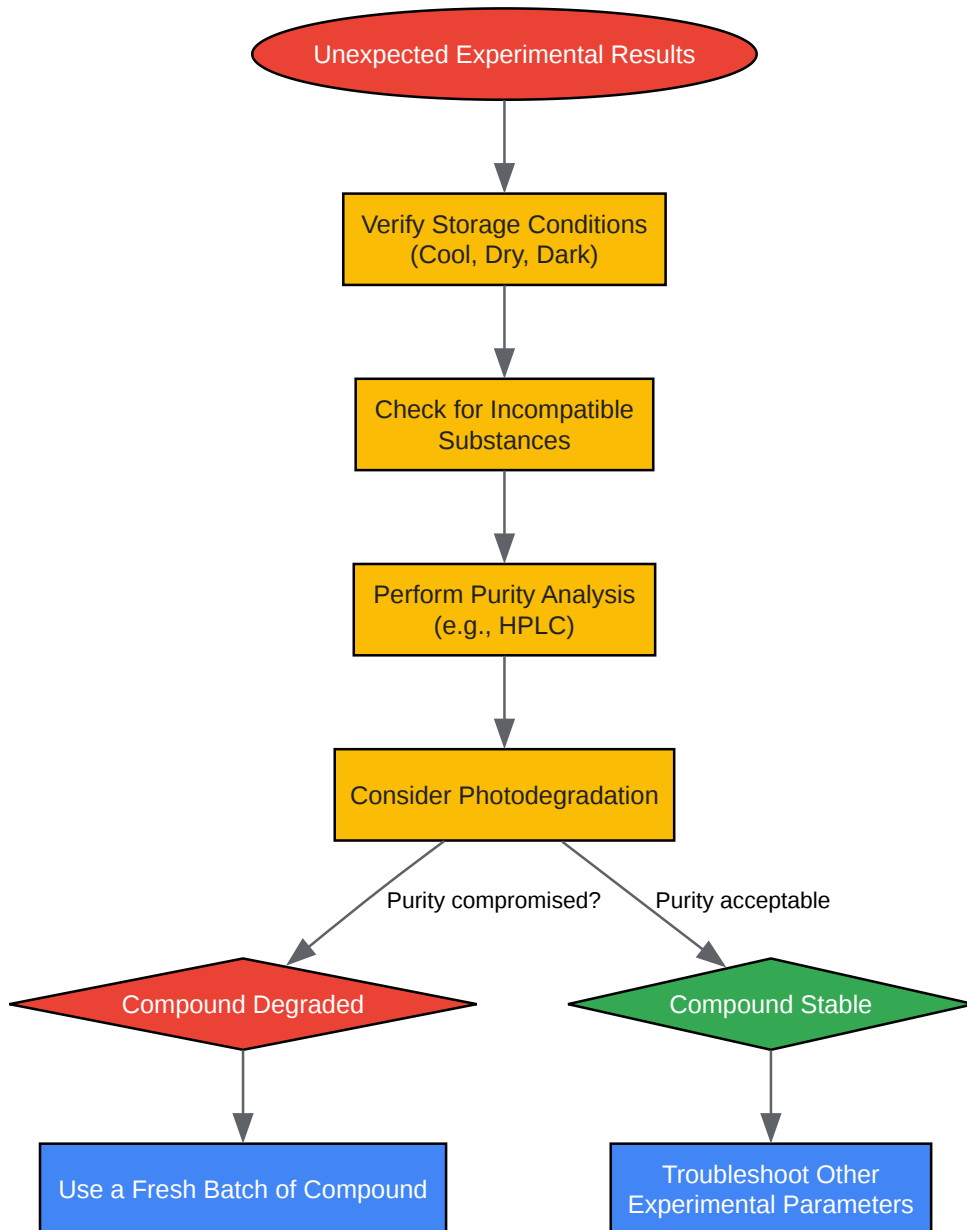 Unexpected Experimental Results
Verify Storage Conditions
(Cool, Dry, Dark)
Check for Incompatible
Substances
Perform Purity Analysis
(e.g., HPLC)
Consider Photodegradation
Purity compromised?
Purity acceptable
Compound Degraded
Compound Stable
Use a Fresh Batch of Compound
Troubleshoot Other
Experimental Parameters